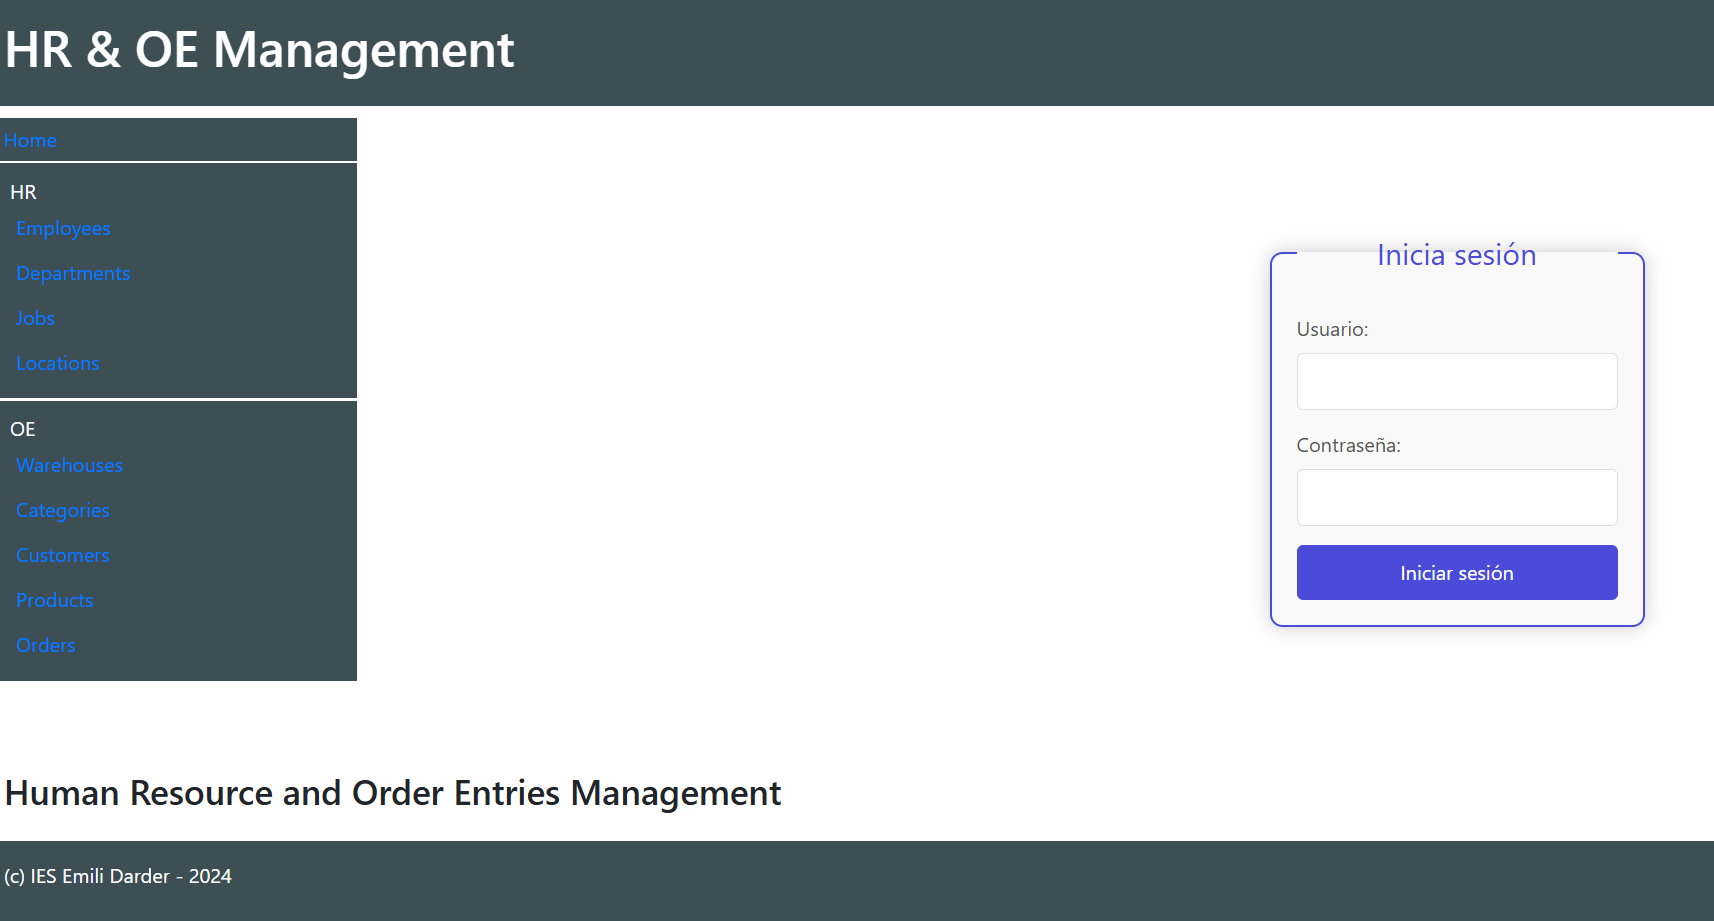 HR & OE Management
Home
HR
Employees
Departments
Jobs
Locations
OE
Warehouses
Categories
Customers
Products
Orders
Inicia sesión
Usuario:
Contraseña:
Iniciar sesión
Human Resource and Order Entries Management
(c) IES Emili Darder - 2024